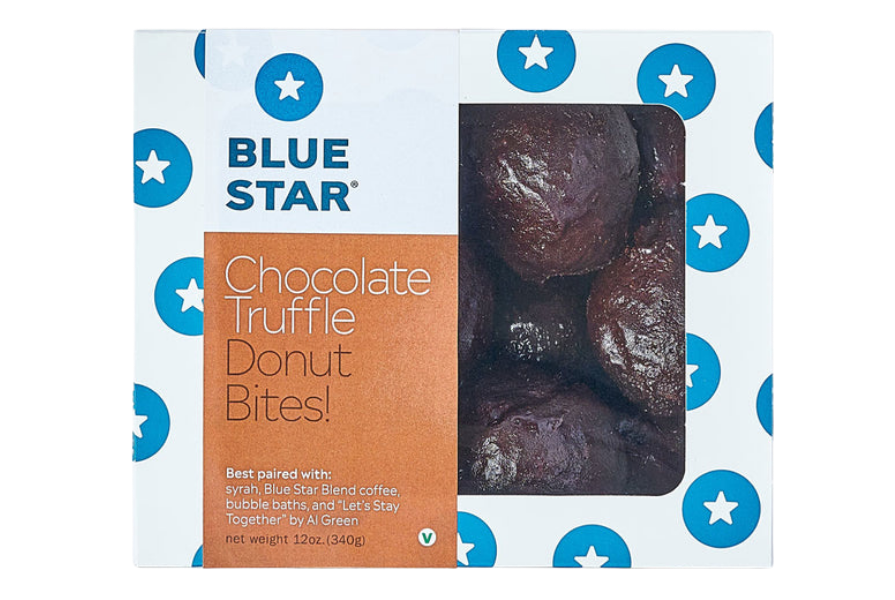 BLUE
STAR®
Chocolate
Truffle
Donut
Bites!
Best paired with:
syrah, Blue Star Blend coffee,
bubble baths, and “Let’s Stay
Together” by Al Green
net weight 12oz.(340g)
V